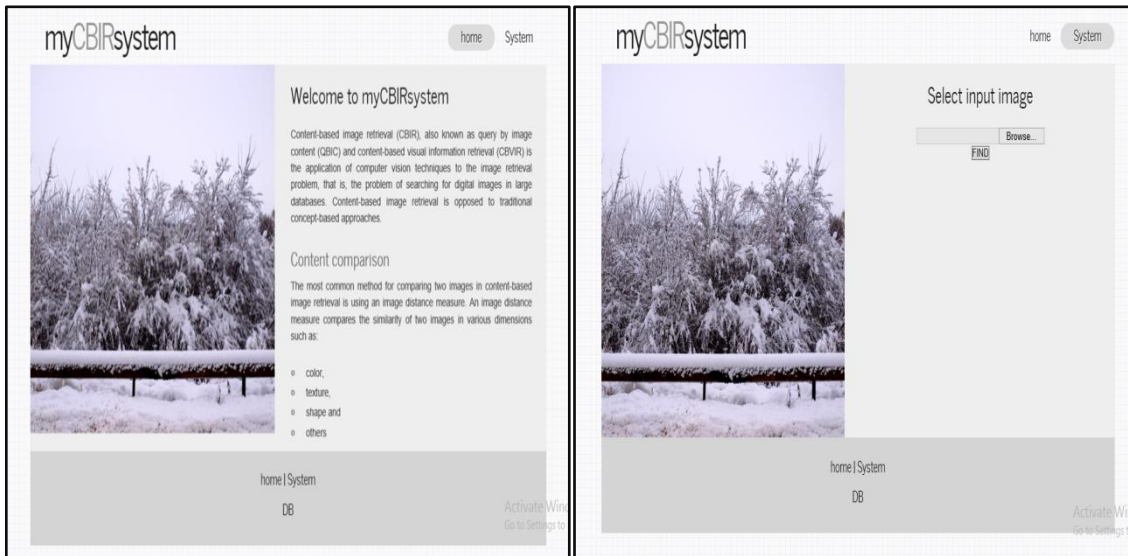 myCBIRsystem
home System
Welcome to myCBIRsystem
Content-based image retrieval (CBIR), also known as query by image
content (QBIC) and content-based visual information retrieval (CBVIR) is
the application of computer vision techniques to the image retrieval
problem, that is, the problem of searching for digital images in large
databases. Content-based image retrieval is opposed to traditional
concept-based approaches.
Content comparison
The most common method for comparing two images in content-based
image retrieval is using an image distance measure. An image distance
measure compares the similarity of two images in various dimensions
such as:
color,
texture,
shape and
others
home | System
DB
Activate Win
Go to Settings to
myCBIRsystem
home System
Select input image
Browse...
FIND
home | System
DB
Activate Wi
Go to Settings t